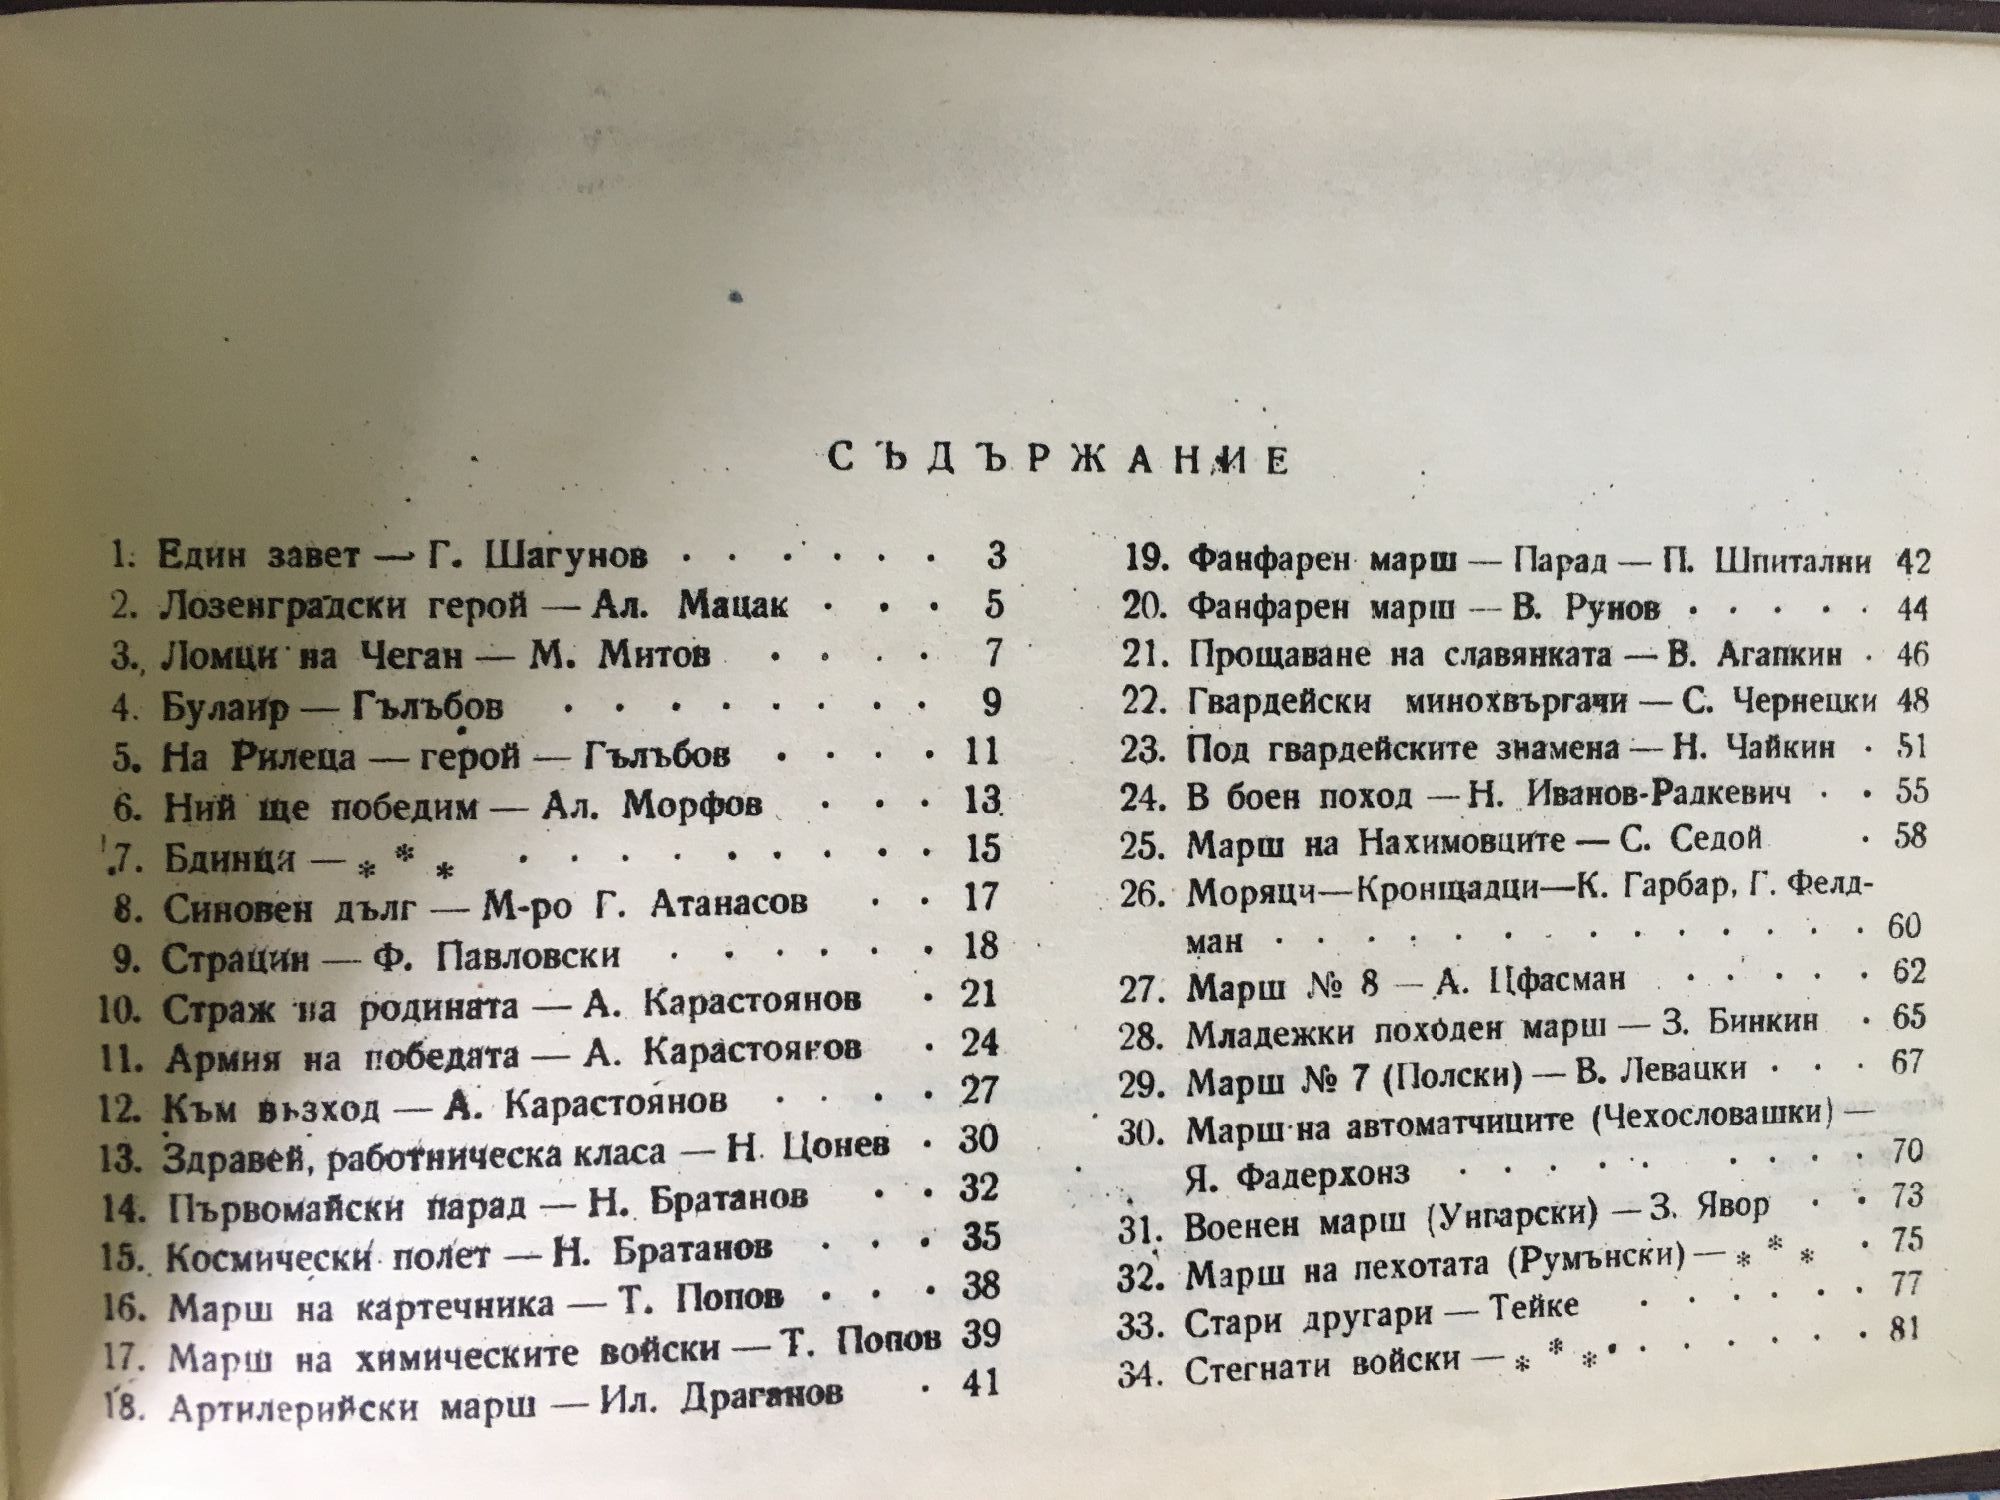 СЪДЪРЖАНИЕ
1. Един завет — Г. Шагунов . . . . . . 3
2. Лозенградски герой — Ал. Мацак . . . 5
3. Ломци на Чеган — М. Митов . . . . 7
4. Булаир — Гълъбов . . . . . . . . 9
5. На Рилеца — герой — Гълъбов . . . . 11
6. Ний ще победим — Ал. Морфов . . . 13
7. Бдинци — * * * . . . . . . . . . 15
8. Синовен дълг — М-ро Г. Атанасов . . 17
9. Страцин — Ф. Павловски . . . . . . 18
10. Страж на родината — А. Карастоянов . 21
11. Армия на победата — А. Карастоянов . 24
12. Към възход — А. Карастоянов . . . . 27
13. Здравей, работническа класа — Н. Цонев . 30
14. Първомайски парад — Н. Братанов . . 32
15. Космически полет — Н. Братанов . . . 35
16. Марш на картечника — Т. Попов . . . 38
17. Марш на химическите войски — Т. Попов 39
18. Артилерийски марш — Ил. Драганов . 41
19. Фанфарен марш — Парад — П. Шпитални 42
20. Фанфарен марш — В. Рунов . . . . . 44
21. Прощаване на славянката — В. Агапкин . 46
22. Гвардейски минохвъргачи — С. Чернецки 48
23. Под гвардейските знамена — Н. Чайкин . 51
24. В боен поход — Н. Иванов-Радкевич . . 55
25. Марш на Нахимовците — С. Седой . 58
26. Моряци—Кронщадци—К. Гарбар, Г. Фелд-
ман . . . . . . . . . . . . . . 60
27. Марш № 8 — А. Цфасман . . . . . 62
28. Младежки походен марш — З. Бинкин . 65
29. Марш № 7 (Полски) — В. Левацки . . . 67
30. Марш на автоматчиците (Чехословашки) —
Я. Фадерхонз . . . . . . . . . 70
31. Военен марш (Унгарски) — З. Явор . . 73
32. Марш на пехотата (Румънски) — * * * . 75
33. Стари другари — Тейке . . . . . . 77
34. Стегнати войски — * * * . . . . . . 81